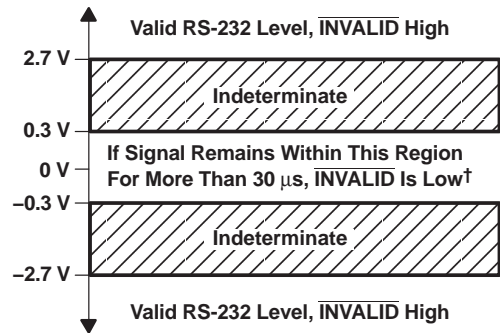 Valid RS-232 Level, INVALID High
2.7 V
Indeterminate
0.3 V
If Signal Remains Within This Region
0 V
For More Than 30 μs, INVALID Is Low†
−0.3 V
Indeterminate
−2.7 V
Valid RS-232 Level, INVALID High